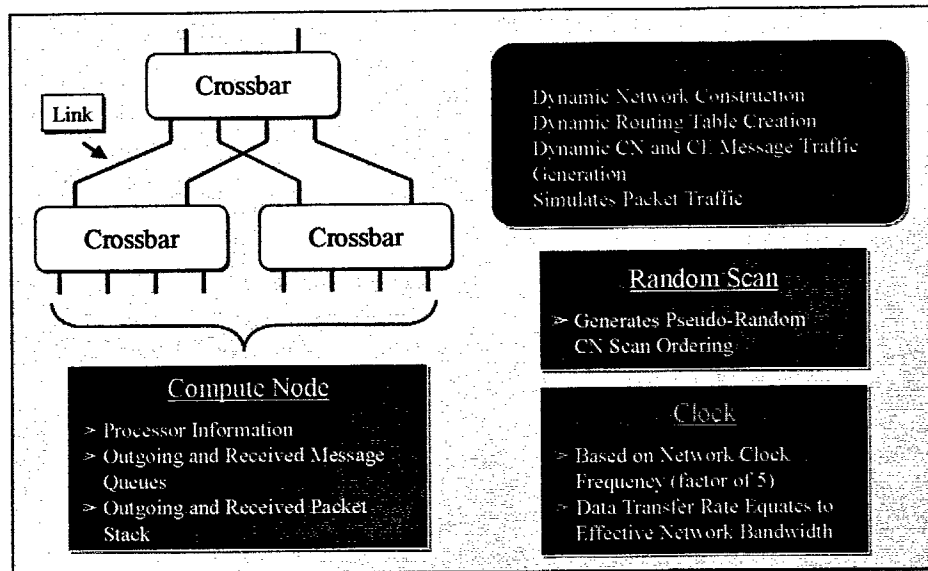 Crossbar
Link
Crossbar
Crossbar
Compute Node
> Processor Information
> Outgoing and Received Message
Queues
> Outgoing and Received Packet
Stack
Dynamic Network Construction
Dynamic Routing Table Creation
Dynamic CN and CE Message Traffic
Generation
Simulates Packet Traffic
Random Scan
> Generates Pseudo-Random
CN Scan Ordering
Clock
> Based on Network Clock
Frequency (factor of 5)
> Data Transfer Rate Equates to
Effective Network Bandwidth